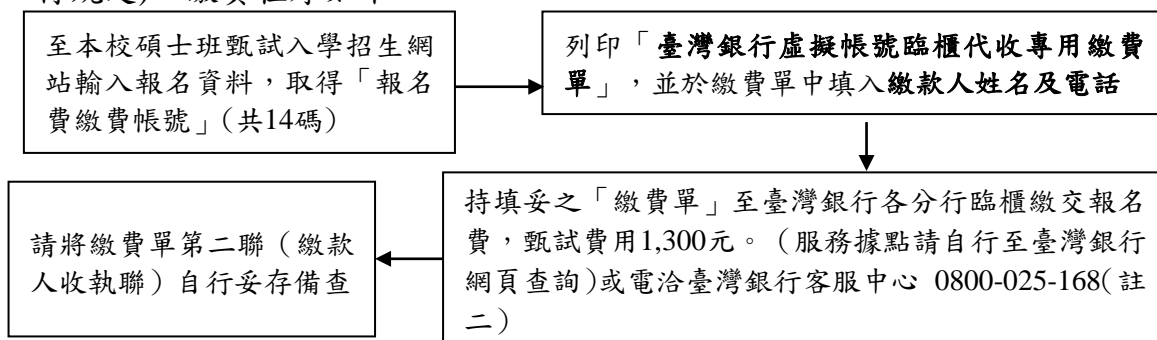 至本校碩士班甄試入學招生網
站輸入報名資料，取得「報名
費繳費帳號」(共14碼)
列印「臺灣銀行虛擬帳號臨櫃代收專用繳費
單」，並於繳費單中填入繳款人姓名及電話
持填妥之「繳費單」至臺灣銀行各分行臨櫃繳交報名
費，甄試費用1,300元。（服務據點請自行至臺灣銀行
網頁查詢)或電洽臺灣銀行客服中心 0800-025-168(註
二）
請將繳費單第二聯（繳款
人收執聯）自行妥存備查